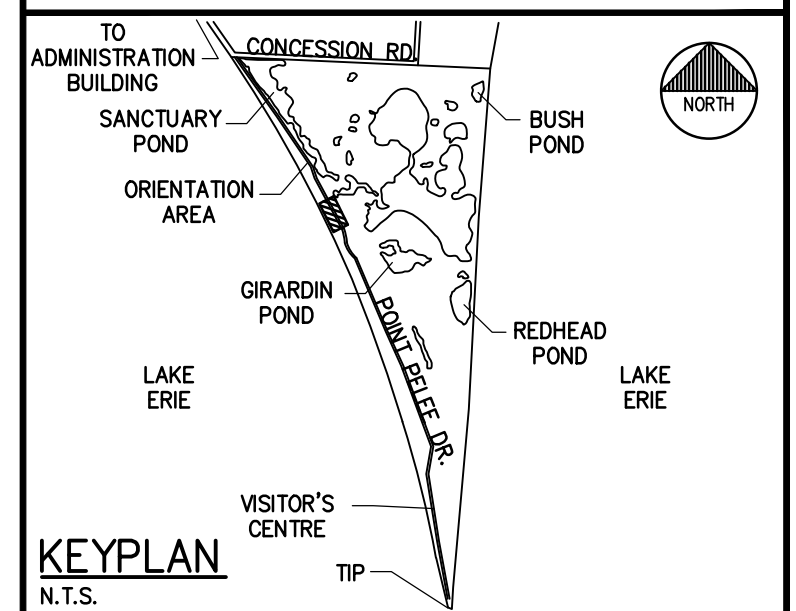 TO
ADMINISTRATION
BUILDING
CONCESSION RD.
SANCTUARY
POND
NORTH
BUSH
POND
ORIENTATION
AREA
GIRARDIN
POND
POINT PELEE DR.
REDHEAD
POND
LAKE
ERIE
LAKE
ERIE
VISITOR'S
CENTRE
KEYPLAN
TIP
N.T.S.